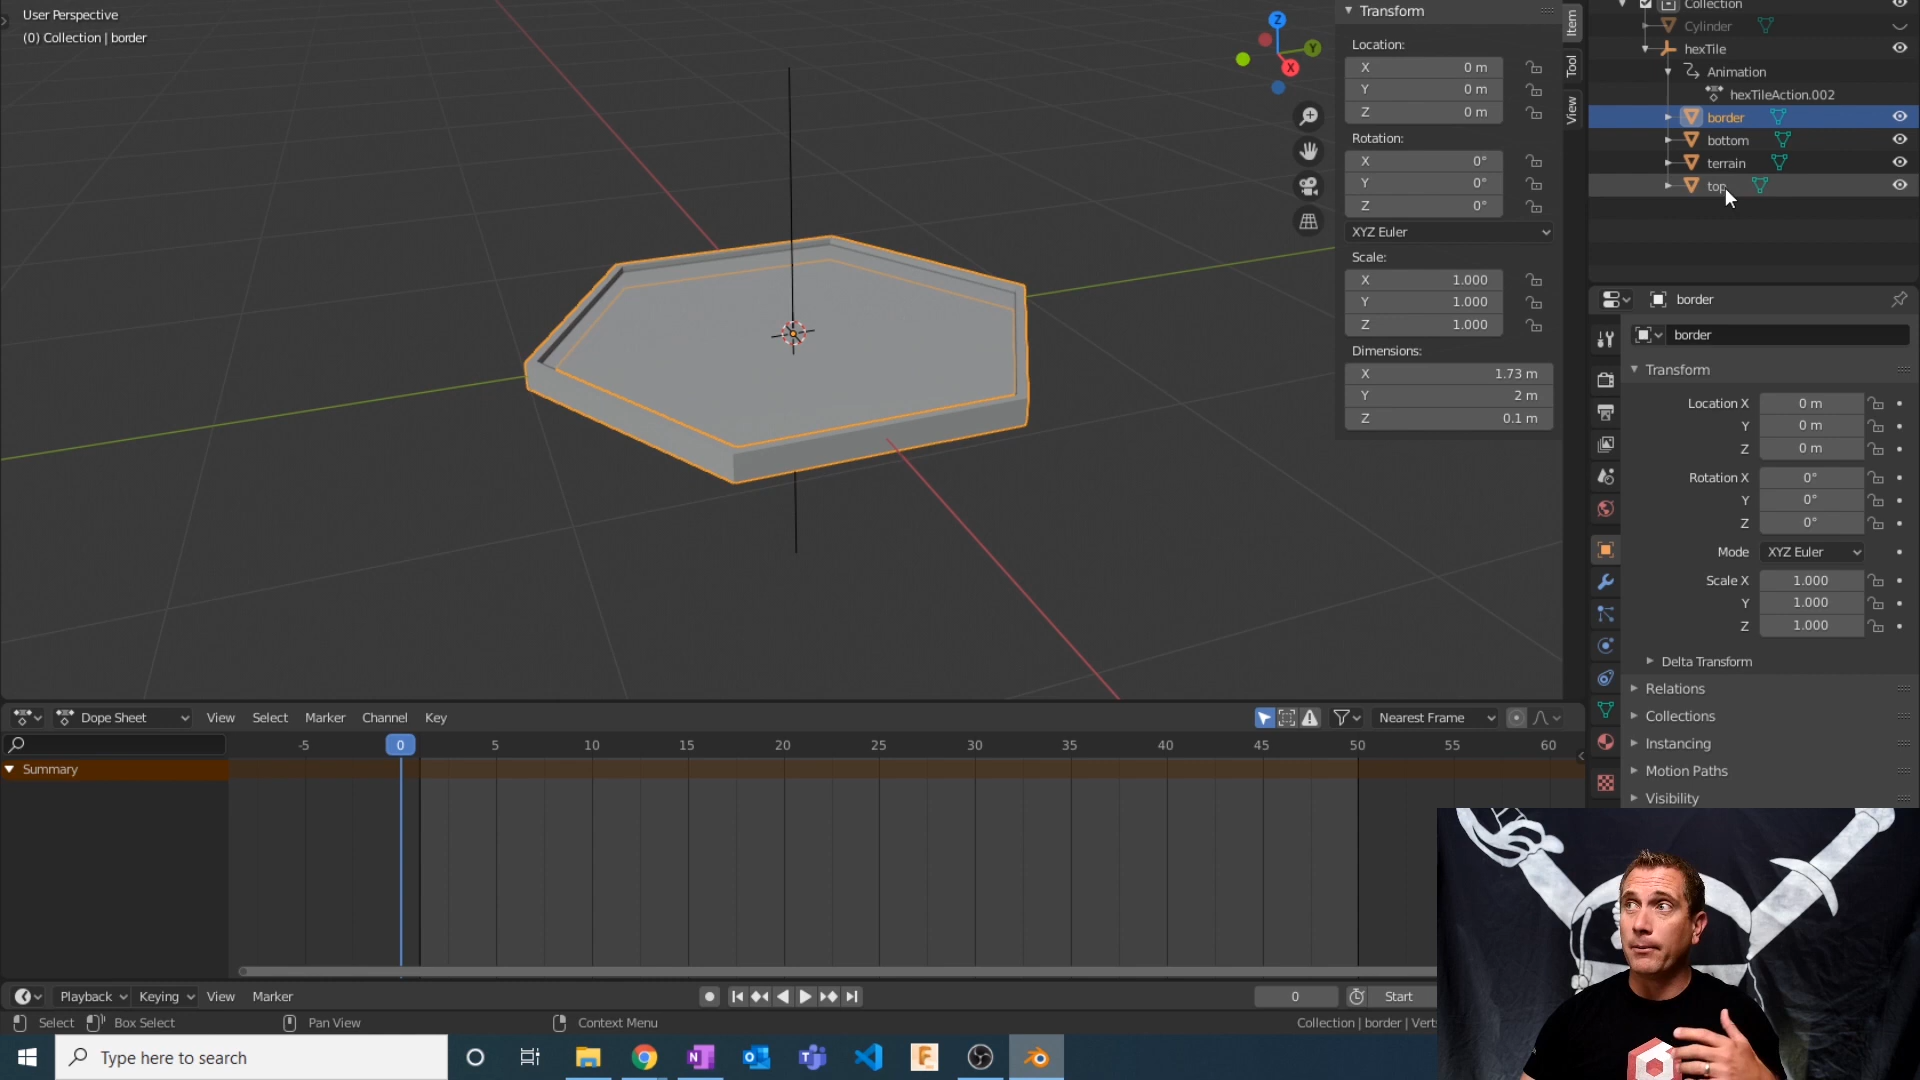 User Perspective
(0) Collection | border
Z
Y
X
Transform
Location:
X 0 m
Y 0 m
Z 0 m
Rotation:
X 0°
Y 0°
Z 0°
XYZ Euler
Scale:
X 1.000
Y 1.000
Z 1.000
Dimensions:
X 1.73 m
Y 2 m
Z 0.1 m
Item
Tool
View
Collection
Cylinder
hexTile
Animation
hexTileAction.002
border
bottom
terrain
top
border
border
Transform
Location X 0 m
Y 0 m
Z 0 m
Rotation X 0°
Y 0°
Z 0°
Mode XYZ Euler
Scale X 1.000
Y 1.000
Z 1.000
Delta Transform
Relations
Collections
Instancing
Motion Paths
Visibility
Dope Sheet View Select Marker Channel Key Nearest Frame
-5 0 5 10 15 20 25 30 35 40 45 50 55 60
Summary
Playback Keying View Marker 0 Start
Select Box Select Pan View Context Menu Collection | border | Vert
Type here to search